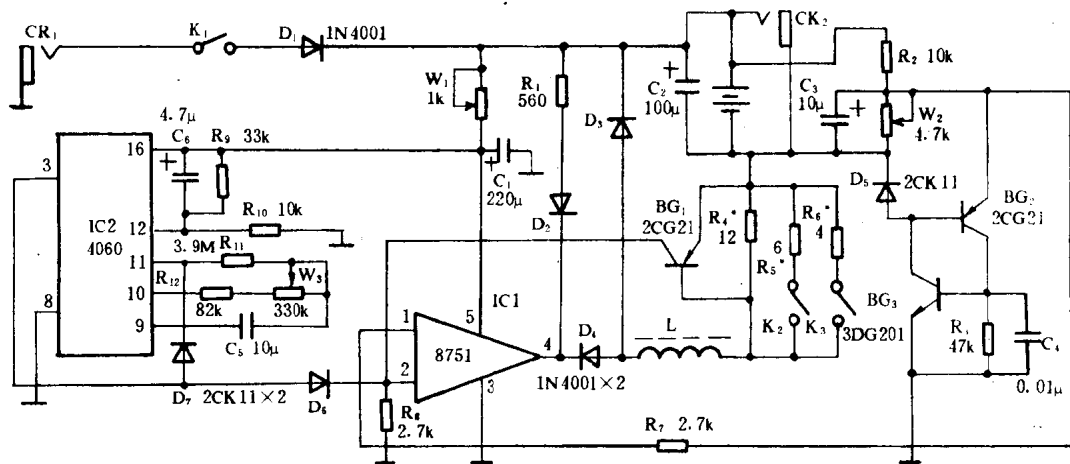 CR₁
K₁
D₁
1N4001
W₁
1k
R₁
560
D₂
D₃
C₂
100μ
CK₂
C₃
10μ
R₂ 10k
W₂
4.7k
D₅
2CK11
BG₂
2CG21
BG₁
2CG21
R₄*
12
R₆*
4
6
R₅*
K₂
K₃
BG₃
3DG201
47k
C₄
0.01μ
4.7μ
C₆
R₉ 33k
16
3
IC2
4060
12
R₁₀ 10k
3.9M
R₁₁
11
R₁₂
W₃
10
82k
330k
8
9
C₅ 10μ
C₁
220μ
IC1
1
5
8751
4
2
3
D₄
1N4001×2
L
D₇
2CK11×2
D₆
R₈
2.7k
R₇ 2.7k